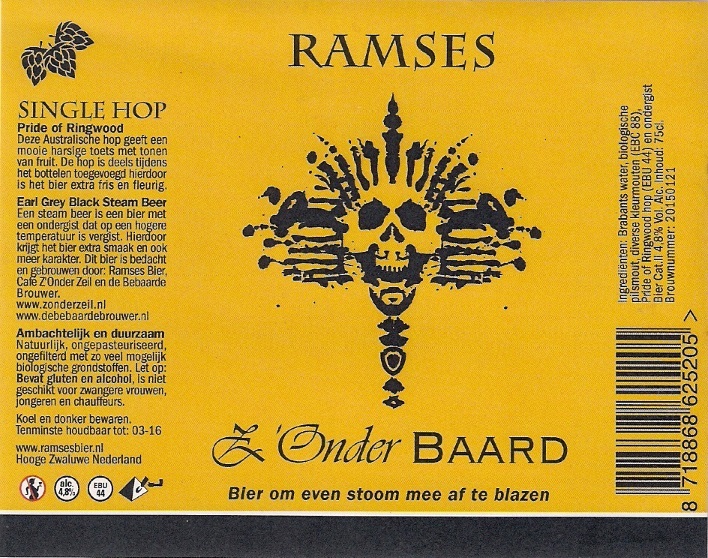 RAMSES
SINGLE HOP
Pride of Ringwood
Deze Australische hop geeft een
mooie harsige toets met tonen
van fruit. De hop is deels tijdens
het bottelen toegevoegd hierdoor
is het bier extra fris en fleurig.
Earl Grey Black Steam Beer
Een steam beer is een bier met
een ondergist dat op een hogere
temperatuur is vergist. Hierdoor
krijgt het bier extra smaak en ook
meer karakter. Dit bier is bedacht
en gebrouwen door: Ramses Bier,
Café Z'Onder Zeil en de Bebaarde
Brouwer.
www.zonderzeil.nl
www.debebaardebrouwer.nl
Ambachtelijk en duurzaam
Natuurlijk, ongepasteuriseerd,
ongefilterd met zo veel mogelijk
biologische grondstoffen. Let op:
Bevat gluten en alcohol, is niet
geschikt voor zwangere vrouwen,
jongeren en chauffeurs.
Koel en donker bewaren.
Tenminste houdbaar tot: 03-16
www.ramsesbier.nl
Hooge Zwaluwe Nederland
alc.
4,8%
EBU
44
Z'Onder BAARD
Bier om even stoom mee af te blazen
Ingrediënten: Brabants water, biologische
pilsmout, diverse kleurmouten (EBC 88),
Pride of Ringwood hop (EBU 44) en ondergist
Bier Cat.II 4,8% Vol. Alc. Inhoud: 75cl.
Brouwnummer: 20150121
8 718868 625205 >